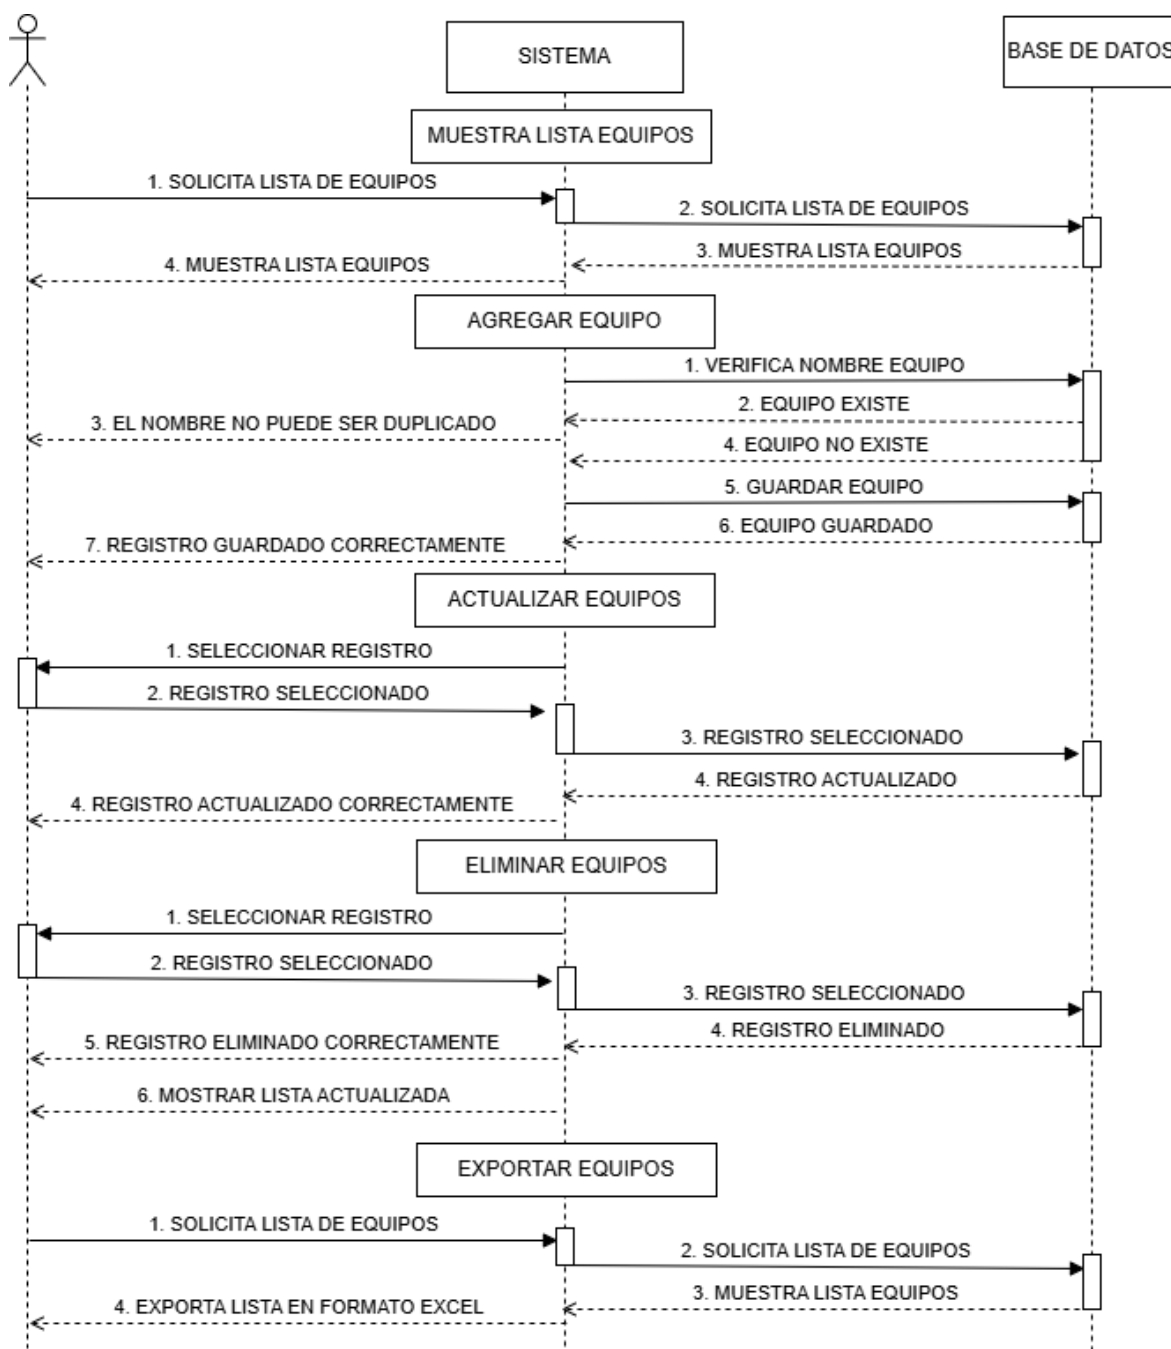 SISTEMA
BASE DE DATOS
MUESTRA LISTA EQUIPOS
1. SOLICITA LISTA DE EQUIPOS
2. SOLICITA LISTA DE EQUIPOS
3. MUESTRA LISTA EQUIPOS
4. MUESTRA LISTA EQUIPOS
AGREGAR EQUIPO
1. VERIFICA NOMBRE EQUIPO
2. EQUIPO EXISTE
3. EL NOMBRE NO PUEDE SER DUPLICADO
4. EQUIPO NO EXISTE
5. GUARDAR EQUIPO
6. EQUIPO GUARDADO
7. REGISTRO GUARDADO CORRECTAMENTE
ACTUALIZAR EQUIPOS
1. SELECCIONAR REGISTRO
2. REGISTRO SELECCIONADO
3. REGISTRO SELECCIONADO
4. REGISTRO ACTUALIZADO
4. REGISTRO ACTUALIZADO CORRECTAMENTE
ELIMINAR EQUIPOS
1. SELECCIONAR REGISTRO
2. REGISTRO SELECCIONADO
3. REGISTRO SELECCIONADO
4. REGISTRO ELIMINADO
5. REGISTRO ELIMINADO CORRECTAMENTE
6. MOSTRAR LISTA ACTUALIZADA
EXPORTAR EQUIPOS
1. SOLICITA LISTA DE EQUIPOS
2. SOLICITA LISTA DE EQUIPOS
3. MUESTRA LISTA EQUIPOS
4. EXPORTA LISTA EN FORMATO EXCEL